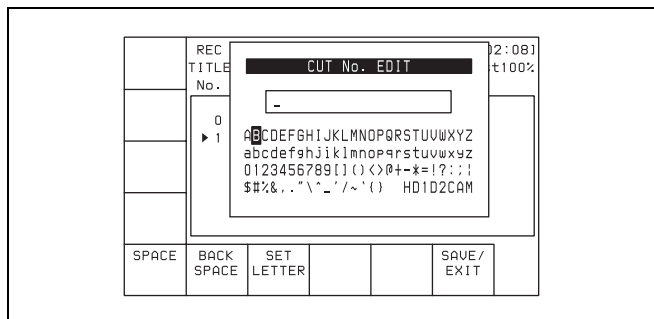 REC
02:08]
TITLE
CUT No. EDIT
t100%
No.
_
0
▶ 1
ABCDEFGHIJKLMNOPQRSTUVWXYZ
abcdefghjiklmnopqrstuvwxyz
0123456789[]()<>@+-*=!?:;¦
$#%&,."\^_'/~`{} HD1D2CAM
SPACE
BACK SPACE
SET LETTER
SAVE/ EXIT